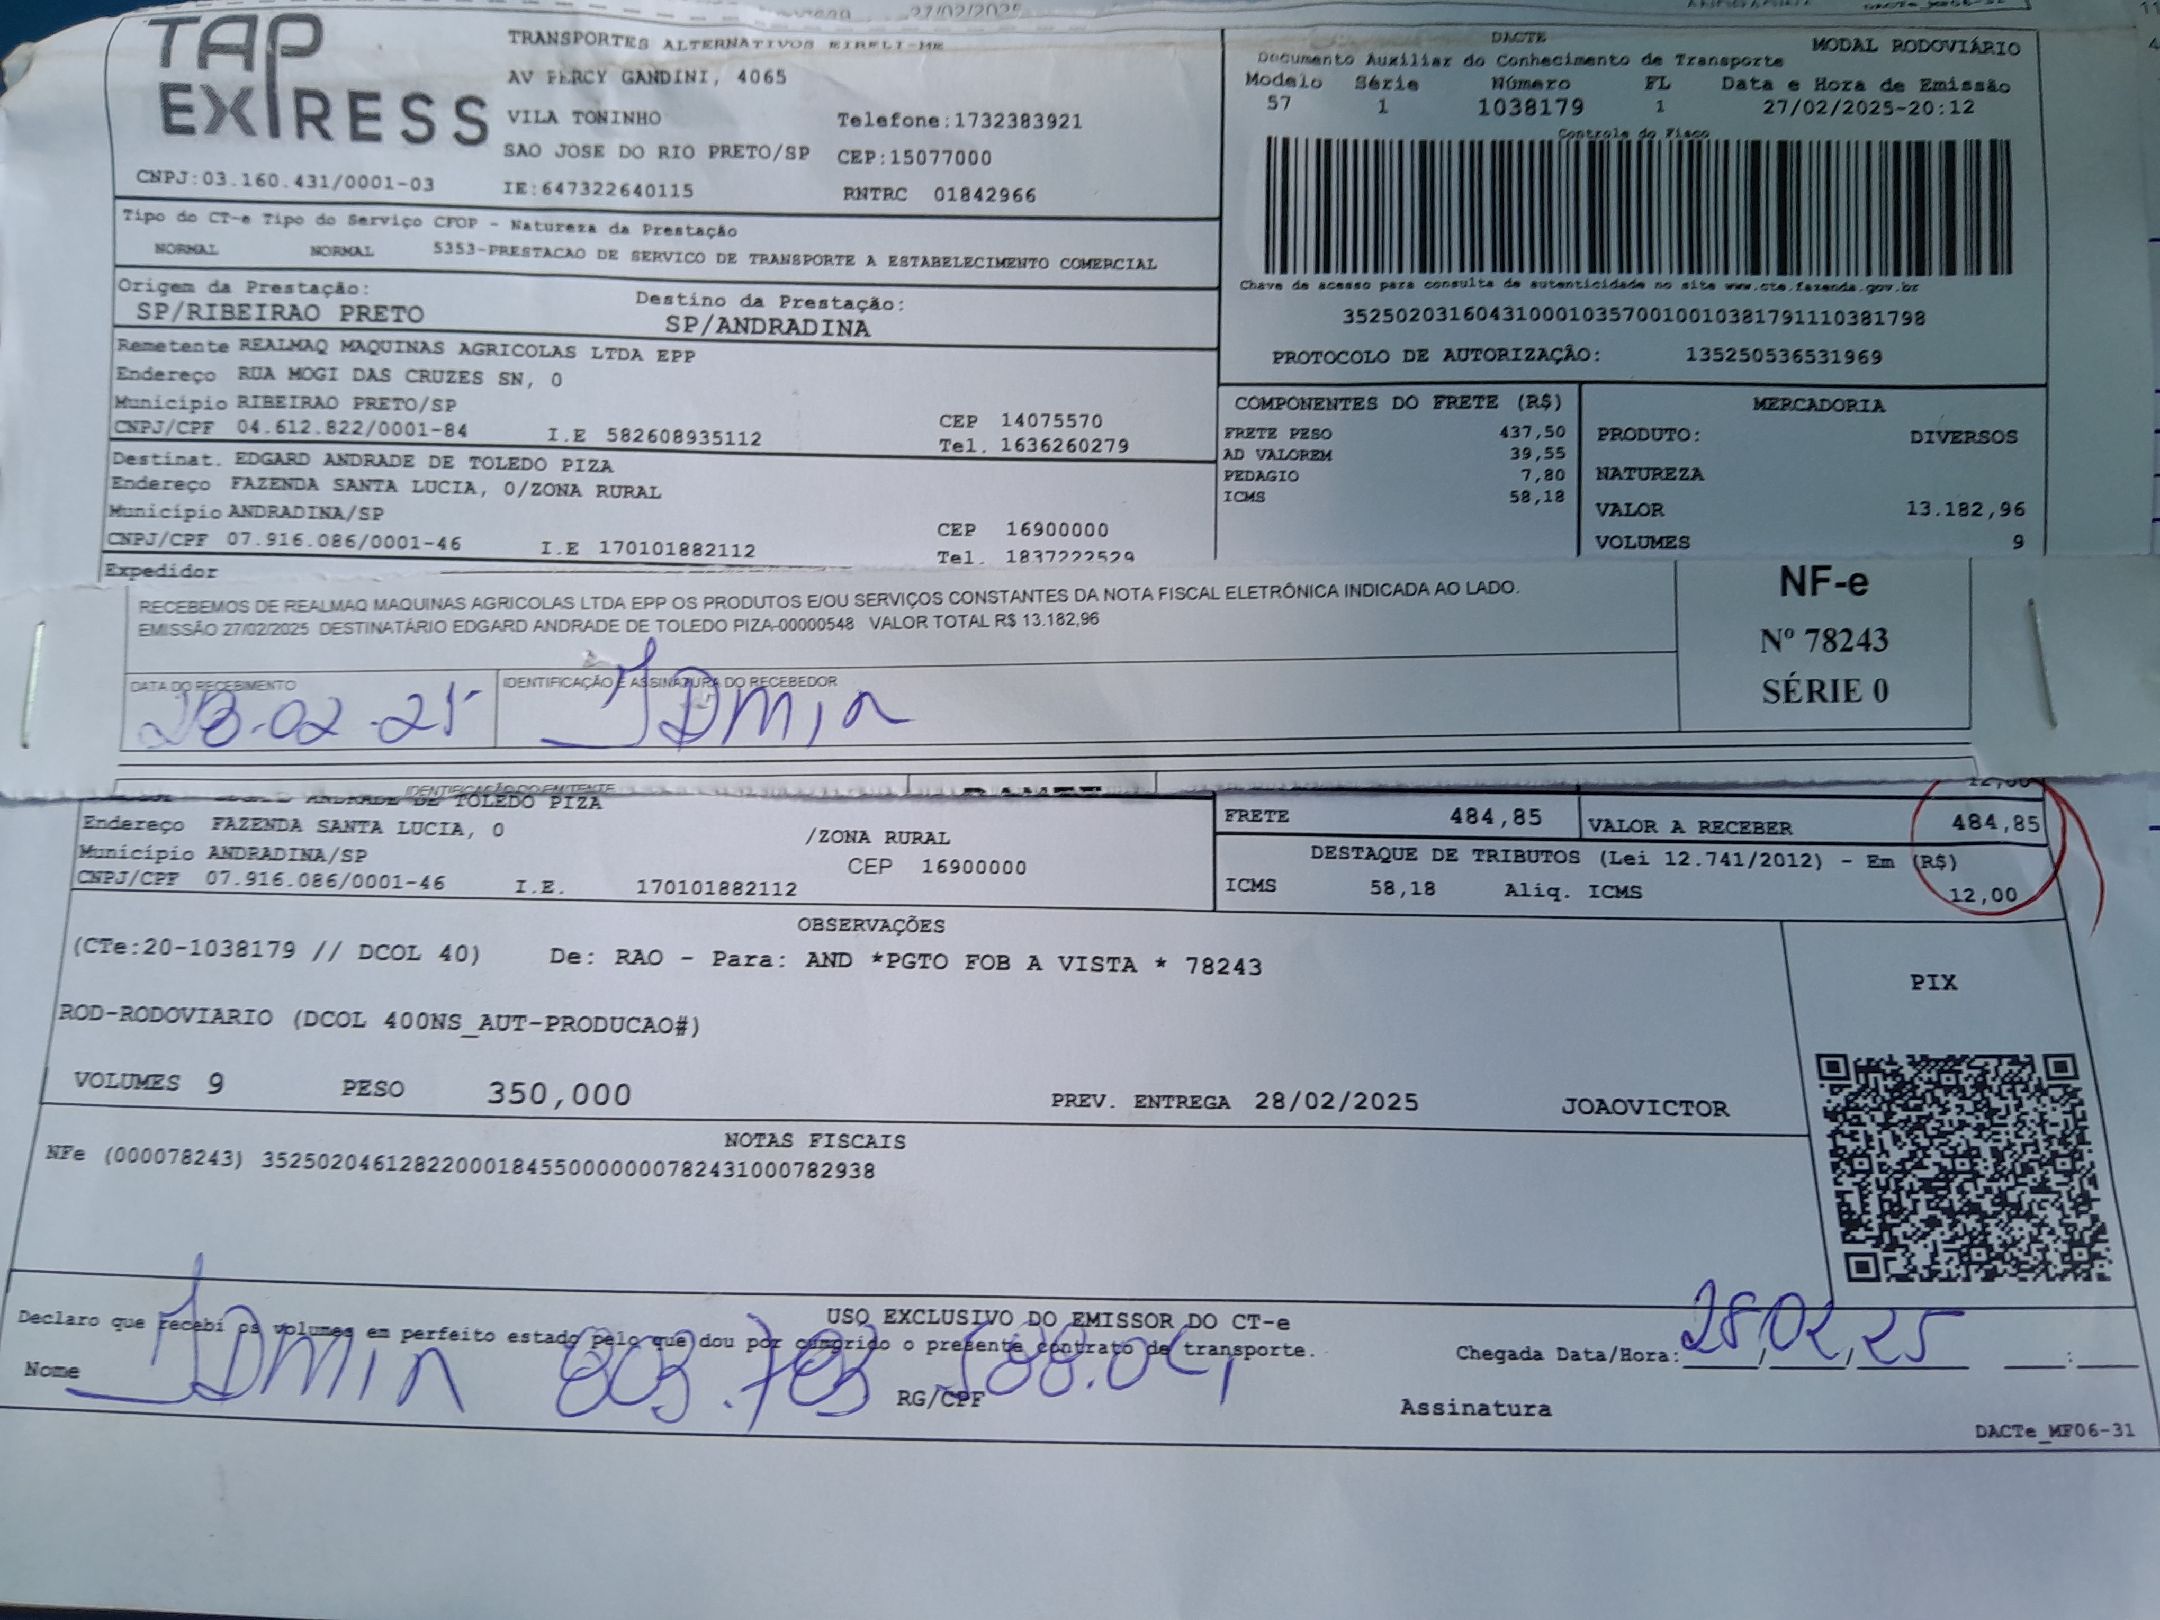 27/02/2025
TAP
EXPRESS
TRANSPORTES ALTERNATIVOS EIRELI-ME
AV PERCY GANDINI, 4065
VILA TONINHO
Telefone:1732383921
SAO JOSE DO RIO PRETO/SP CEP:15077000
CNPJ:03.160.431/0001-03 IE:647322640115 RNTRC 01842966
DACTE
MODAL RODOVIÁRIO
Documento Auxiliar do Conhecimento de Transporte
Modelo Série Número FL Data e Hora de Emissão
57 1 1038179 1 27/02/2025-20:12
Controle do Fisco
Chave de acesso para consulta de autenticidade no site www.cte.fazenda.gov.br
35250203160431000103570010010381791110381798
PROTOCOLO DE AUTORIZAÇÃO: 135250536531969
Tipo do CT-e Tipo do Serviço CFOP - Natureza da Prestação
NORMAL NORMAL 5353-PRESTACAO DE SERVICO DE TRANSPORTE A ESTABELECIMENTO COMERCIAL
Origem da Prestação: Destino da Prestação:
SP/RIBEIRAO PRETO SP/ANDRADINA
Remetente REALMAQ MAQUINAS AGRICOLAS LTDA EPP
Endereço RUA MOGI DAS CRUZES SN, 0
Município RIBEIRAO PRETO/SP CEP 14075570
CNPJ/CPF 04.612.822/0001-84 I.E 582608935112 Tel. 1636260279
Destinat. EDGARD ANDRADE DE TOLEDO PIZA
Endereço FAZENDA SANTA LUCIA, 0/ZONA RURAL
Município ANDRADINA/SP CEP 16900000
CNPJ/CPF 07.916.086/0001-46 I.E 170101882112 Tel. 1837222529
Expedidor
COMPONENTES DO FRETE (R$)
FRETE PESO 437,50
AD VALOREM 39,55
PEDAGIO 7,80
ICMS 58,18
MERCADORIA
PRODUTO: DIVERSOS
NATUREZA
VALOR 13.182,96
VOLUMES 9
RECEBEMOS DE REALMAQ MAQUINAS AGRICOLAS LTDA EPP OS PRODUTOS E/OU SERVIÇOS CONSTANTES DA NOTA FISCAL ELETRÔNICA INDICADA AO LADO.
EMISSÃO 27/02/2025 DESTINATÁRIO EDGARD ANDRADE DE TOLEDO PIZA-00000548 VALOR TOTAL R$ 13.182,96
NF-e
Nº 78243
SÉRIE 0
DATA DO RECEBIMENTO IDENTIFICAÇÃO E ASSINATURA DO RECEBEDOR
28.02.25
IDENTIFICAÇÃO DO EMITENTE
ANDRADE DE TOLEDO PIZA
Endereço FAZENDA SANTA LUCIA, 0 /ZONA RURAL
Município ANDRADINA/SP CEP 16900000
CNPJ/CPF 07.916.086/0001-46 I.E. 170101882112
12,00
FRETE 484,85 VALOR A RECEBER 484,85
DESTAQUE DE TRIBUTOS (Lei 12.741/2012) - Em (R$)
ICMS 58,18 Aliq. ICMS 12,00
OBSERVAÇÕES
(CTe:20-1038179 // DCOL 40) De: RAO - Para: AND *PGTO FOB A VISTA * 78243
ROD-RODOVIARIO (DCOL 400NS_AUT-PRODUCAO#)
PIX
VOLUMES 9 PESO 350,000 PREV. ENTREGA 28/02/2025 JOAOVICTOR
NOTAS FISCAIS
NFe (000078243) 35250204612822000184550000000782431000782938
USO EXCLUSIVO DO EMISSOR DO CT-e
Declaro que recebi os volumes em perfeito estado pelo que dou por cumprido o presente contrato de transporte.
Chegada Data/Hora: 28/02/25 :
Nome RG/CPF Assinatura
DACTe_MF06-31